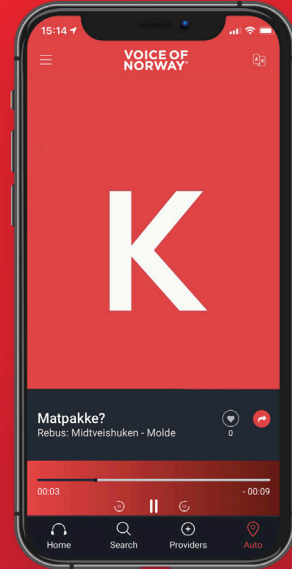 15:14
VOICE OF
NORWAY
K
Matpakke?
Rebus: Midtveishuken - Molde
0
00:03
- 00:09
Home
Search
Providers
Auto